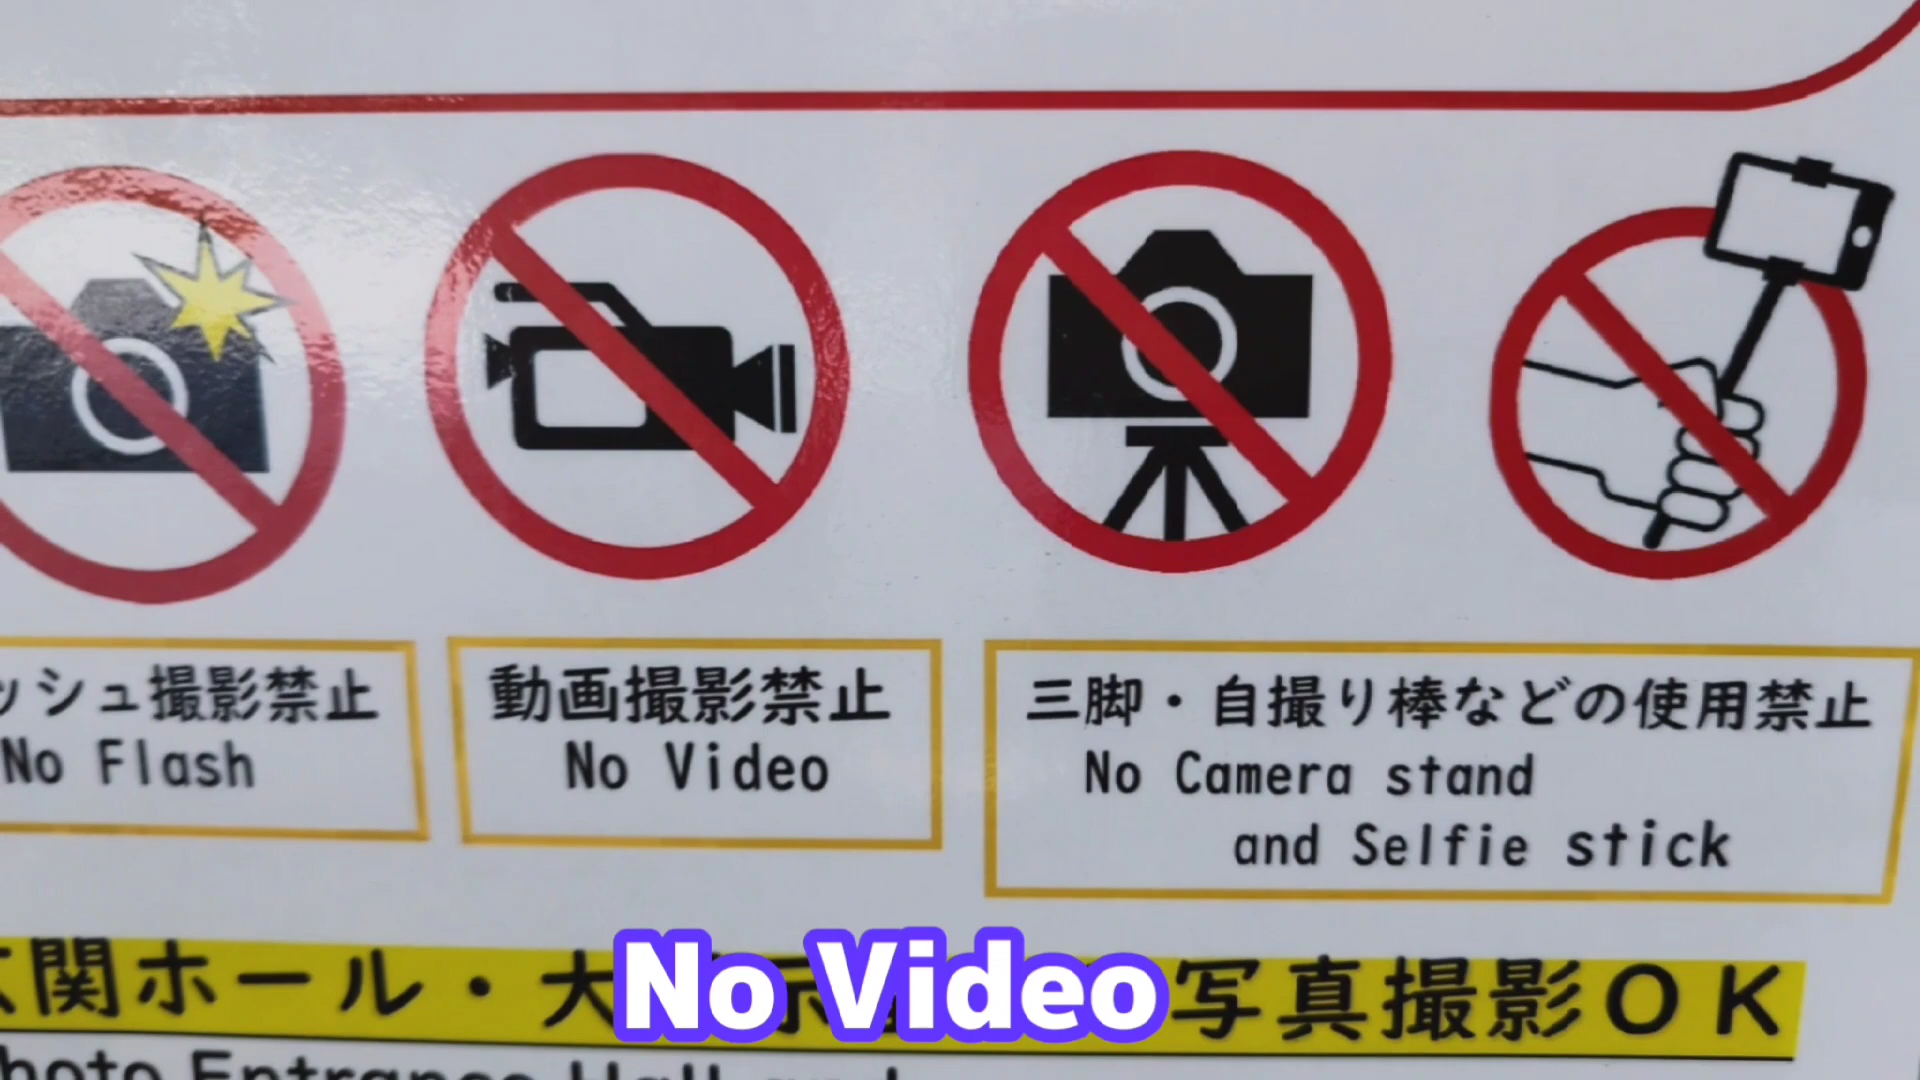 ッシュ撮影禁止
No Flash
動画撮影禁止
No Video
三脚・自撮り棒などの使用禁止
No Camera stand
and Selfie stick
関ホール・大
写真撮影OK
No Video
Entrance Hall and